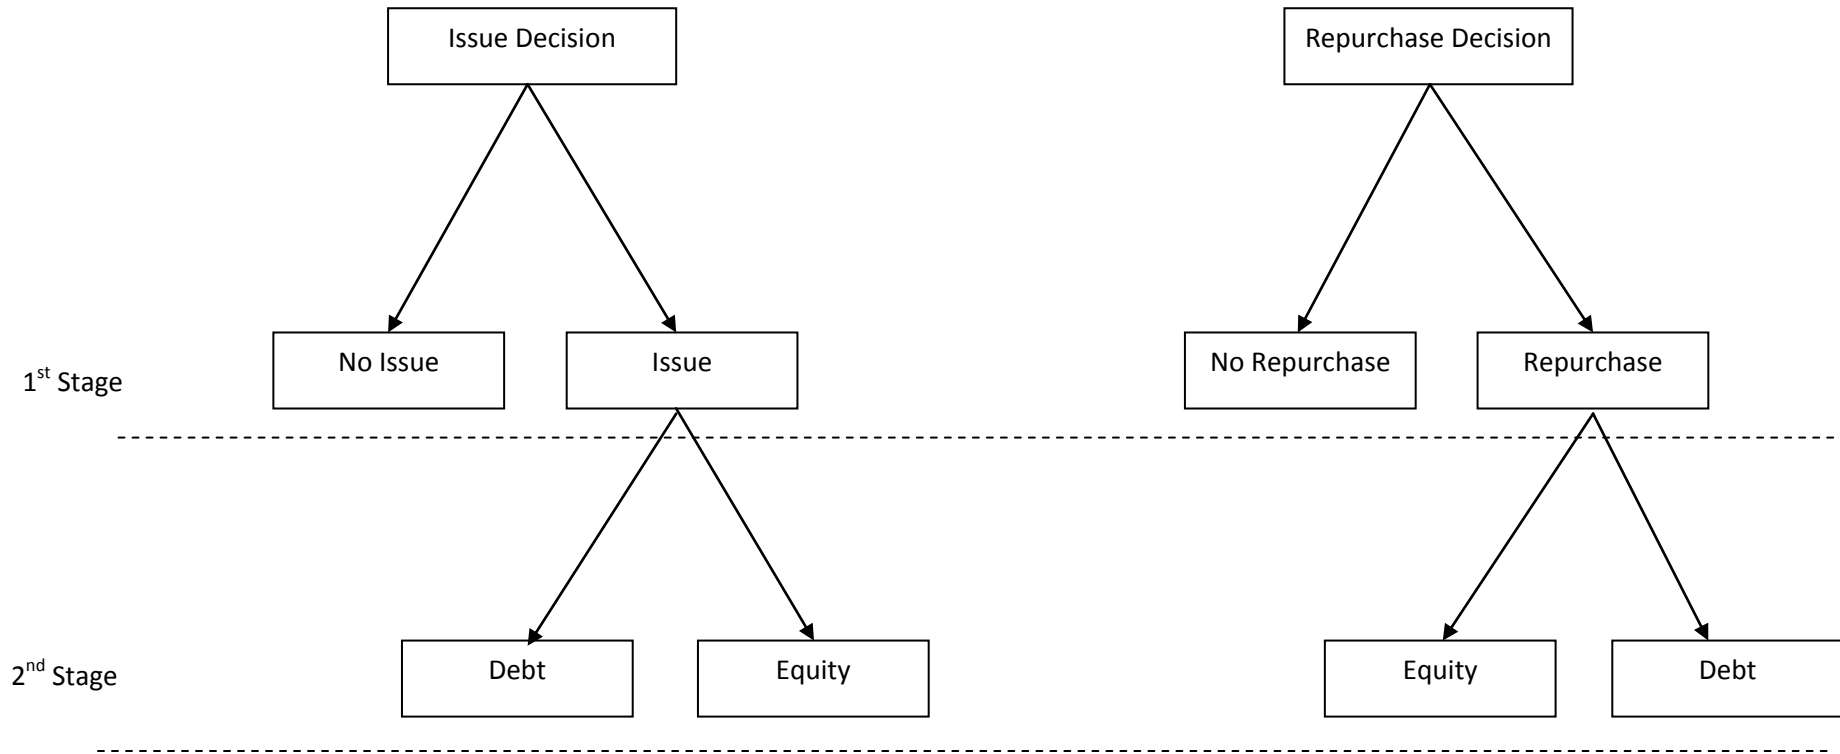 Issue Decision
Repurchase Decision
No Issue
Issue
No Repurchase
Repurchase
1st Stage
Debt
Equity
Equity
Debt
2nd Stage